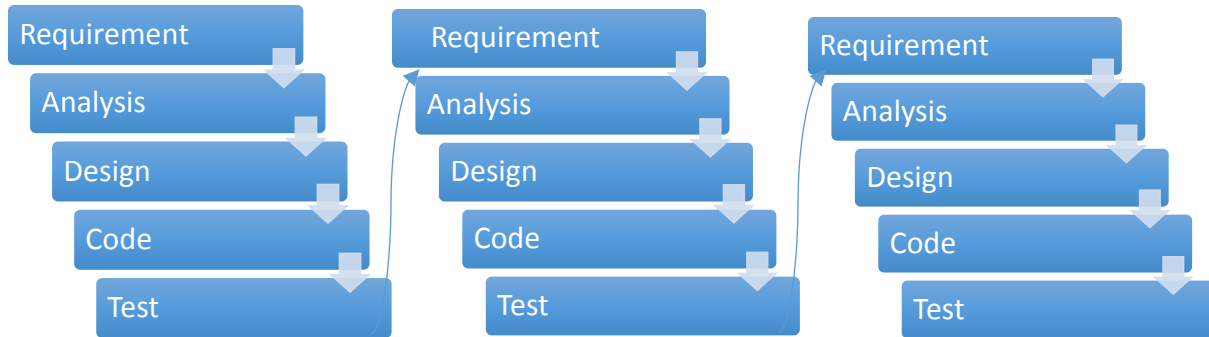 Requirement
Analysis
Design
Code
Test
Requirement
Analysis
Design
Code
Test
Requirement
Analysis
Design
Code
Test